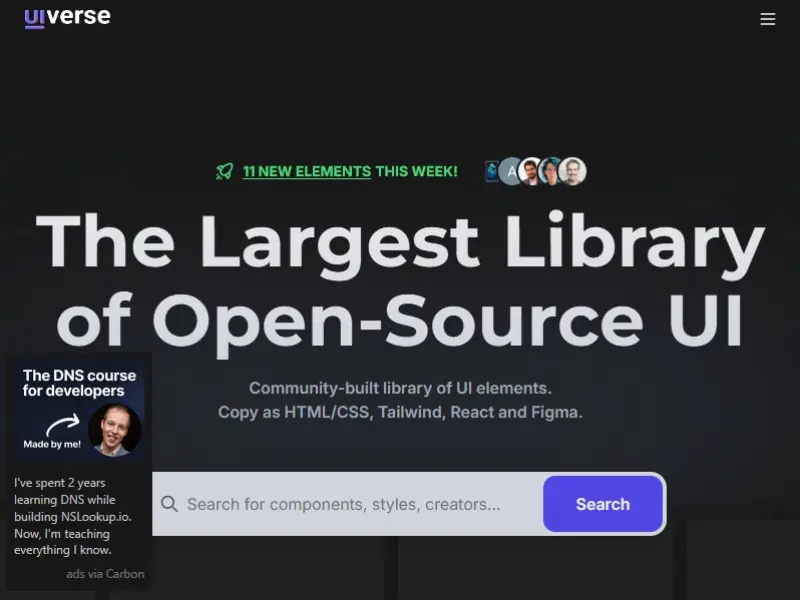 UIverse
11 NEW ELEMENTS THIS WEEK!
A
The Largest Library
of Open-Source UI
Community-built library of UI elements.
Copy as HTML/CSS, Tailwind, React and Figma.
Search for components, styles, creators...
Search
The DNS course
for developers
Made by me!
I've spent 2 years
learning DNS while
building NSLookup.io.
Now, I'm teaching
everything I know.
ads via Carbon